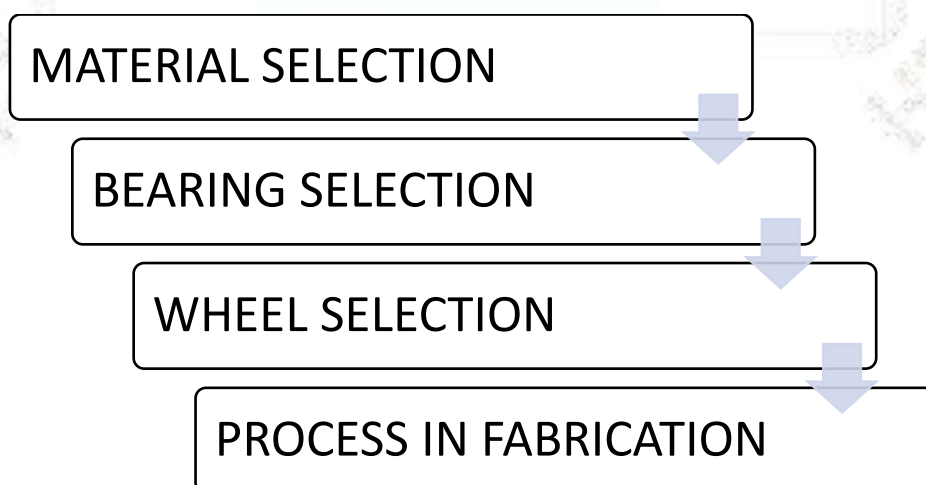 MATERIAL SELECTION
BEARING SELECTION
WHEEL SELECTION
PROCESS IN FABRICATION